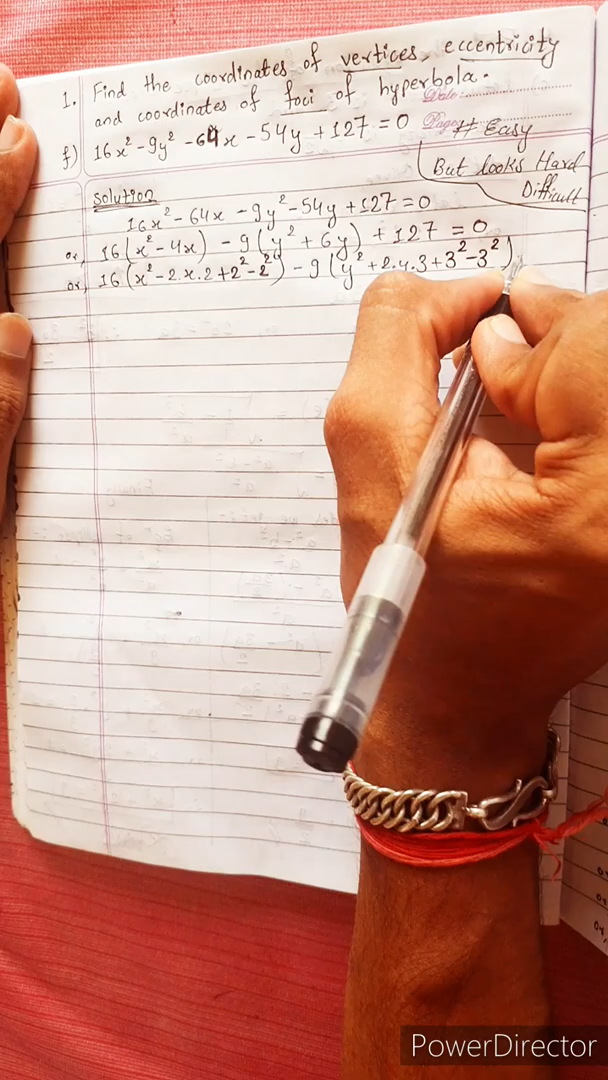 1. Find the coordinates of vertices, eccentricity
and coordinates of foci of hyperbola.
Date:
f) 16x² - 9y² - 64x - 54y + 127 = 0
Page: # Easy
But looks Hard
Difficult
Solution
16x² - 64x - 9y² - 54y + 127 = 0
or, 16(x² - 4x) - 9(y² + 6y) + 127 = 0
or, 16(x² - 2.x.2 + 2² - 2²) - 9(y² + 2.y.3 + 3² - 3²)
PowerDirector